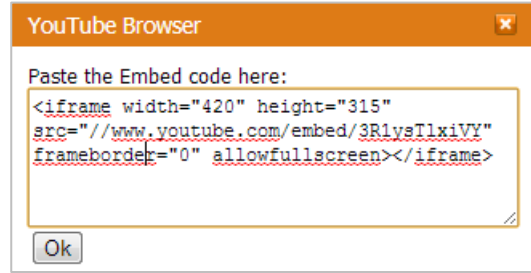 YouTube Browser
Paste the Embed code here:
<iframe width="420" height="315"
src="//www.youtube.com/embed/3R1ysTlxiVY"
frameborder="0" allowfullscreen></iframe>
Ok